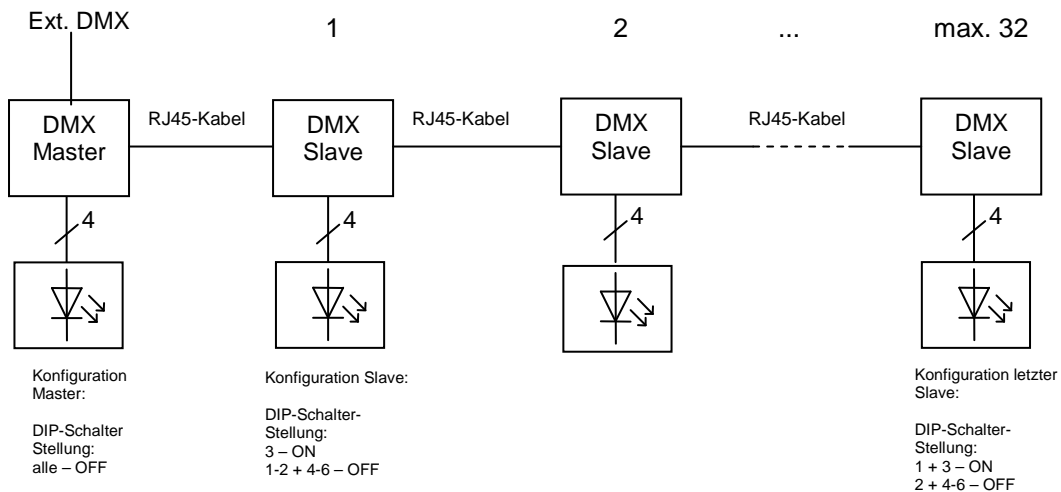 Ext. DMX
1
2
...
max. 32
DMX
Master
RJ45-Kabel
DMX
Slave
RJ45-Kabel
DMX
Slave
RJ45-Kabel
DMX
Slave
4
4
4
4
Konfiguration
Master:
DIP-Schalter
Stellung:
alle – OFF
Konfiguration Slave:
DIP-Schalter-
Stellung:
3 – ON
1-2 + 4-6 – OFF
Konfiguration letzter
Slave:
DIP-Schalter-
Stellung:
1 + 3 – ON
2 + 4-6 – OFF